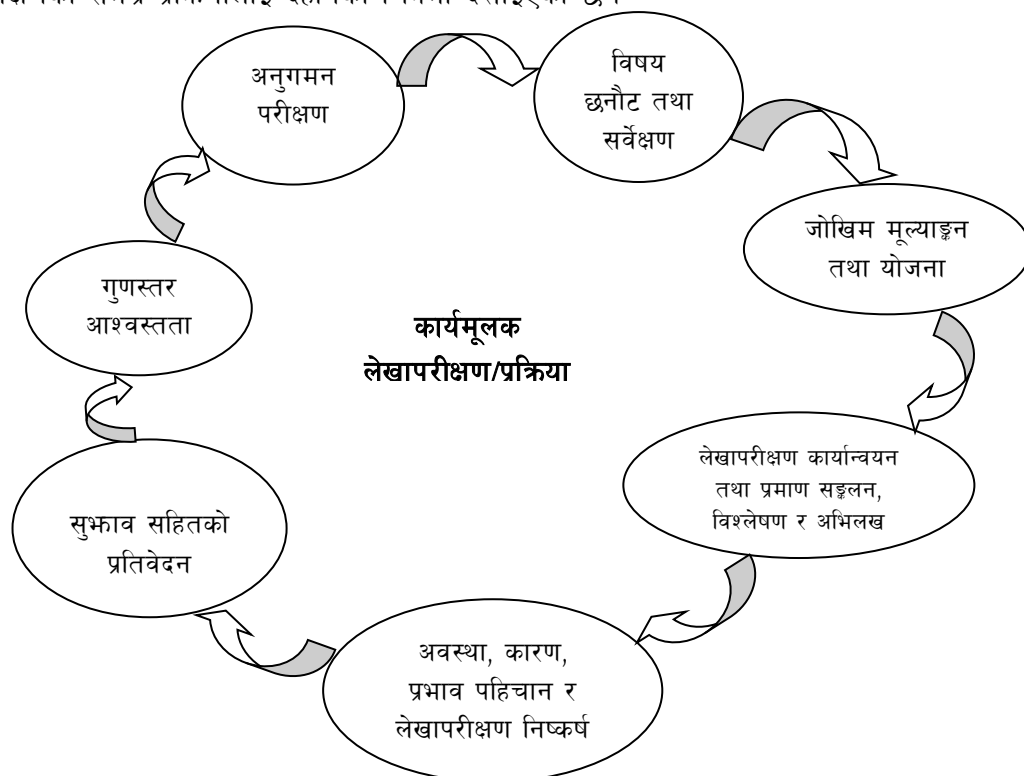 अनुगमन
परीक्षण
विषय
छनौट तथा
सर्वेक्षण
जोखिम मूल्याङ्कन
तथा योजना
लेखापरीक्षण कार्यान्वयन
तथा प्रमाण सङ्कलन,
विश्लेषण र अभिलख
अवस्था, कारण,
प्रभाव पहिचान र
लेखापरीक्षण निष्कर्ष
सुझाव सहितको
प्रतिवेदन
गुणस्तर
आश्वस्तता
कार्यमूलक
लेखापरीक्षण/प्रक्रिया